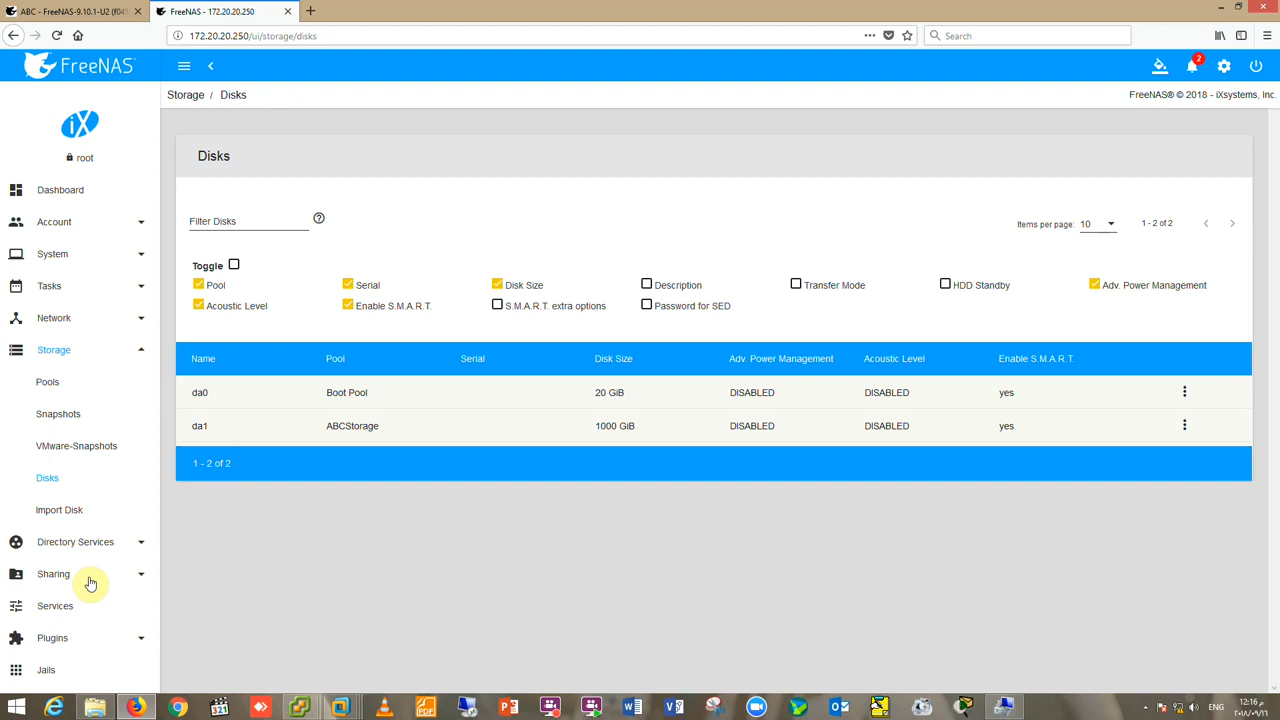 ABC - FreeNAS-9.10.1-U2 (f045
FreeNAS - 172.20.20.250
172.20.20.250/ui/storage/disks
Search
FreeNAS
2
Storage / Disks
FreeNAS® © 2018 - iXsystems, Inc.
iX
root
Dashboard
Account
System
Tasks
Network
Storage
Pools
Snapshots
VMware-Snapshots
Disks
Import Disk
Directory Services
Sharing
Services
Plugins
Jails
Disks
Filter Disks
Items per page: 10 1 - 2 of 2
Toggle
Pool Serial Disk Size Description Transfer Mode HDD Standby Adv. Power Management
Acoustic Level Enable S.M.A.R.T. S.M.A.R.T. extra options Password for SED
Name Pool Serial Disk Size Adv. Power Management Acoustic Level Enable S.M.A.R.T.
da0 Boot Pool 20 GiB DISABLED DISABLED yes
da1 ABCStorage 1000 GiB DISABLED DISABLED yes
1 - 2 of 2
ENG
١٢:١٦ م